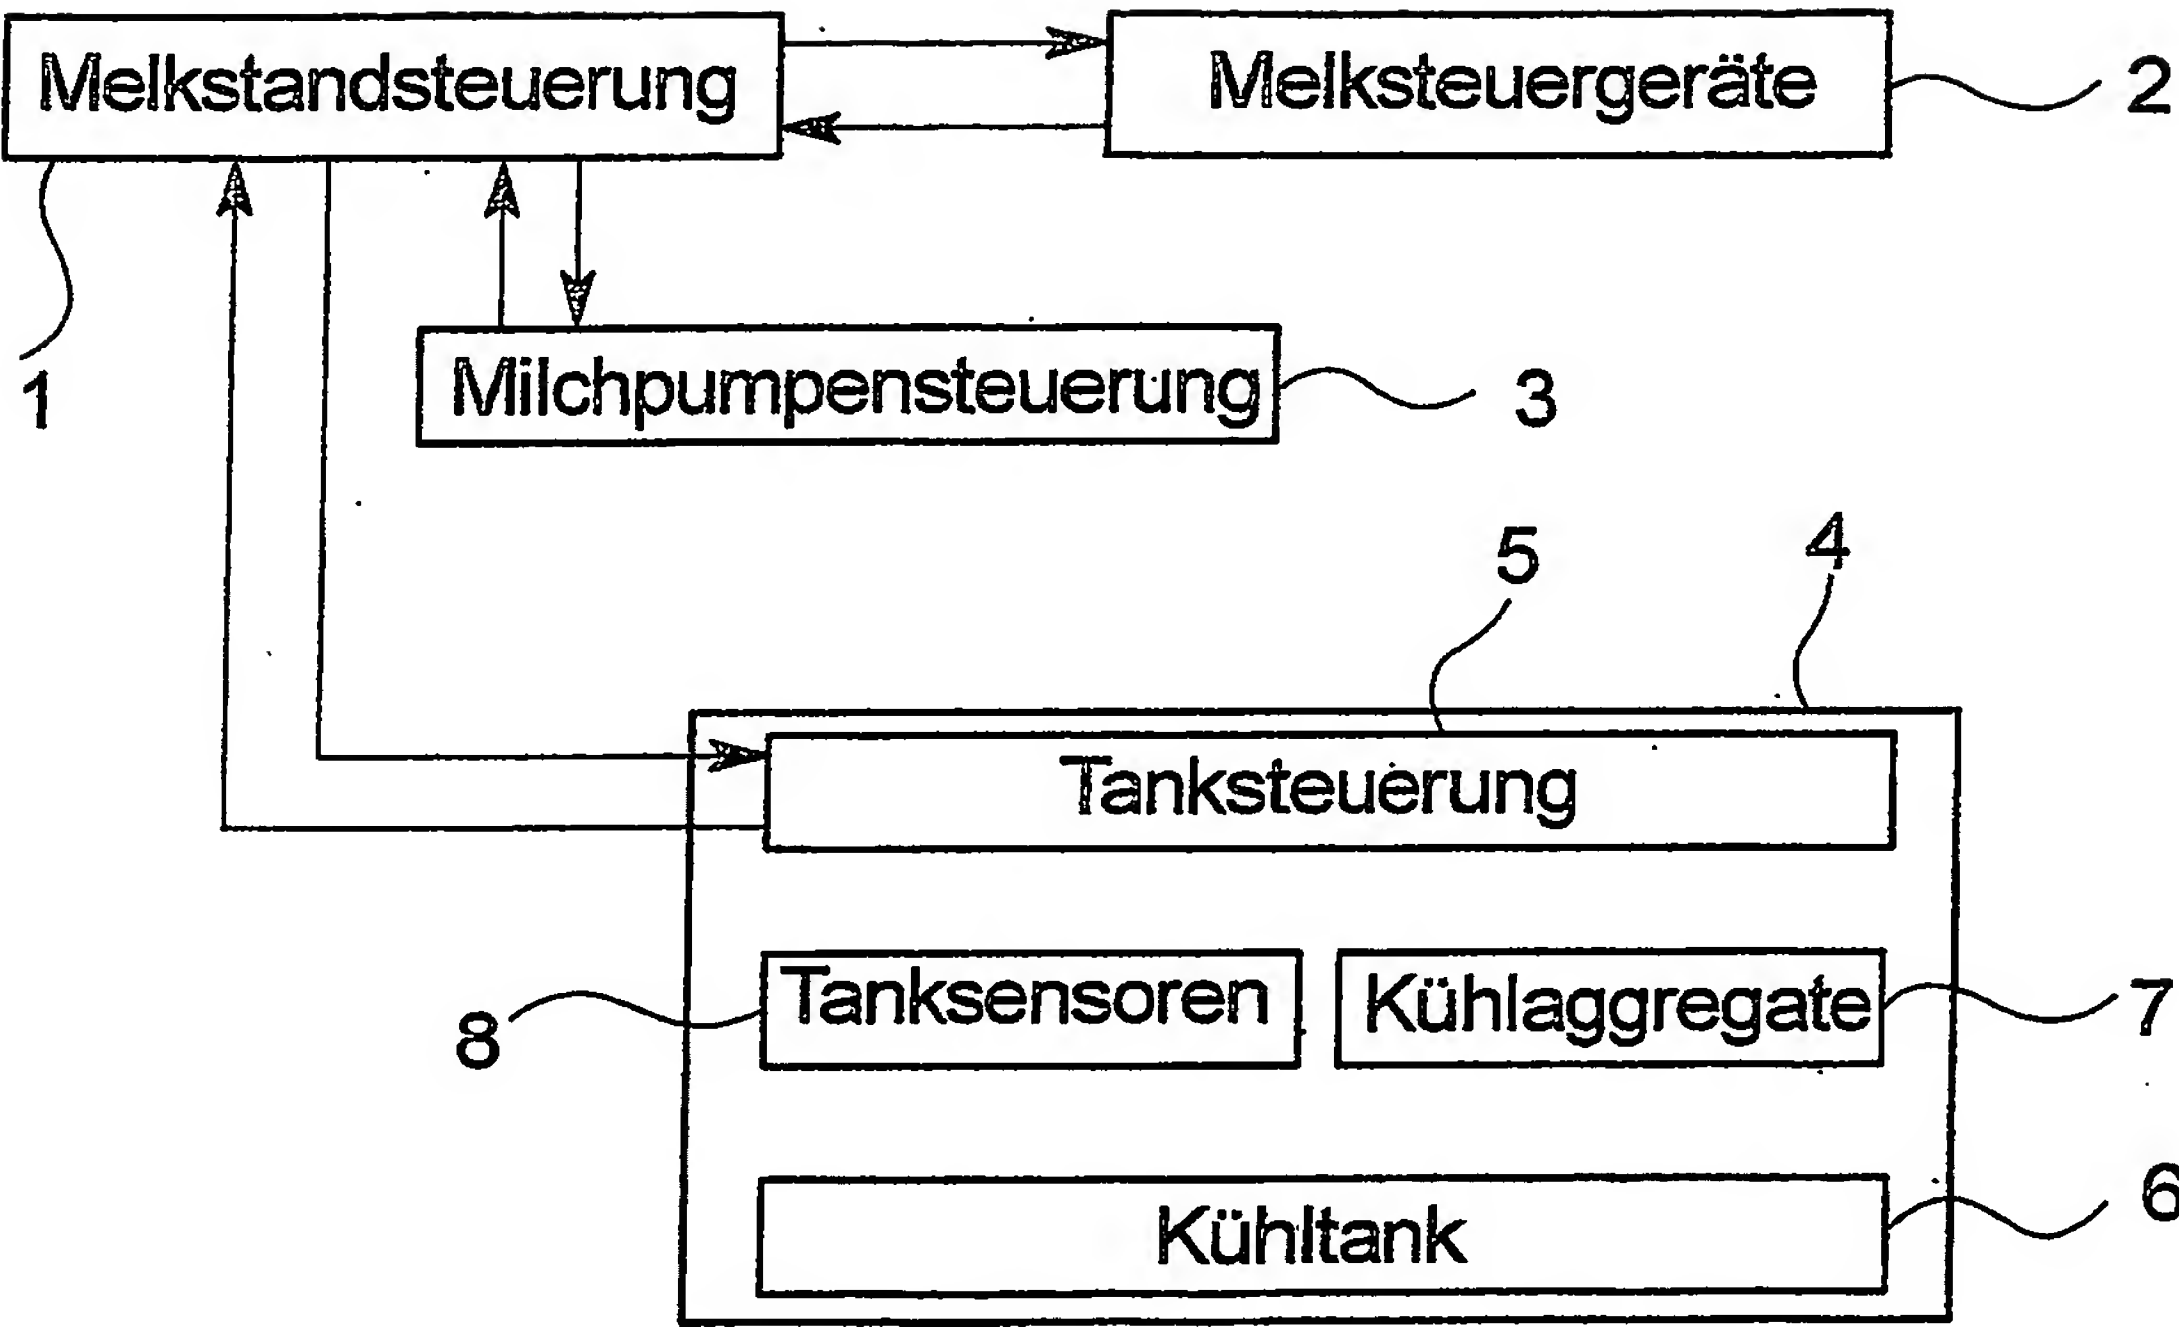 Melkstandsteuerung
Melksteuergeräte
2
1
Milchpumpensteuerung
3
5
4
Tanksteuerung
Tanksensoren
Kühlaggregate
8
7
Kühltank
6